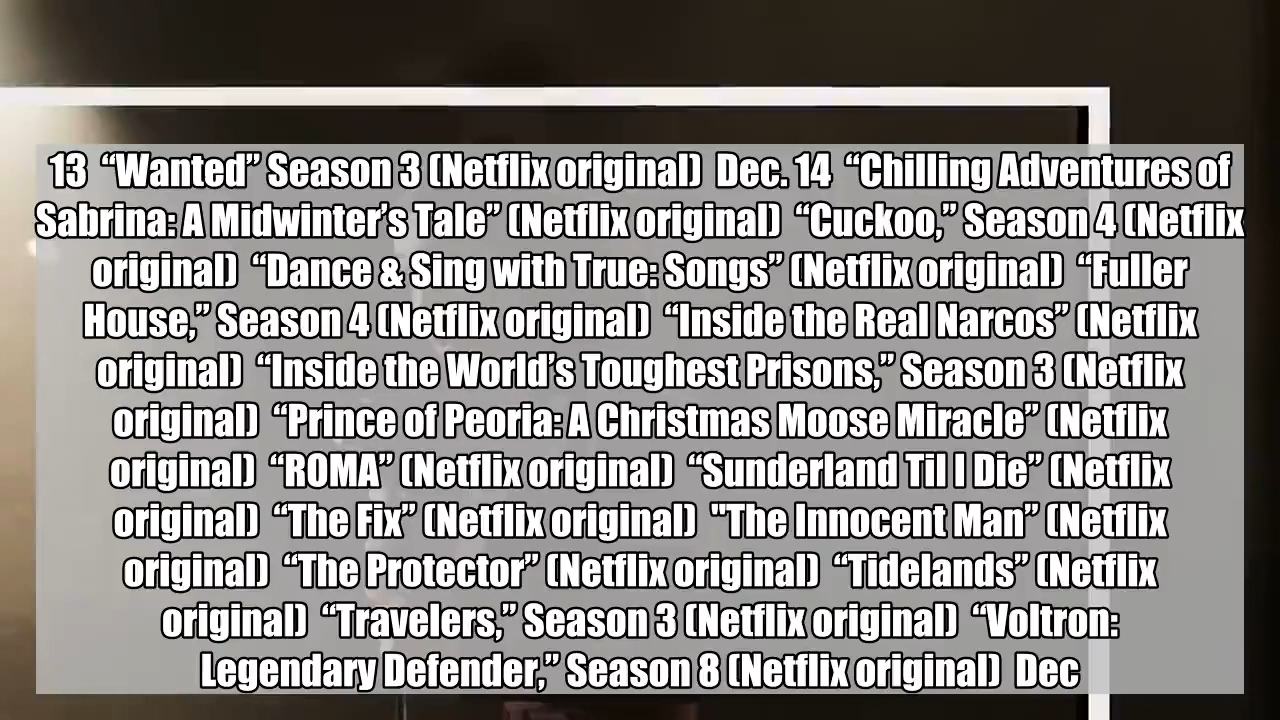 13  “Wanted” Season 3 (Netflix original)  Dec. 14  “Chilling Adventures of
Sabrina: A Midwinter’s Tale” (Netflix original)  “Cuckoo,” Season 4 (Netflix
original)  “Dance & Sing with True: Songs” (Netflix original)  “Fuller
House,” Season 4 (Netflix original)  “Inside the Real Narcos” (Netflix
original)  “Inside the World’s Toughest Prisons,” Season 3 (Netflix
original)  “Prince of Peoria: A Christmas Moose Miracle” (Netflix
original)  “ROMA” (Netflix original)  “Sunderland Til I Die” (Netflix
original)  “The Fix” (Netflix original)  "The Innocent Man” (Netflix
original)  “The Protector” (Netflix original)  “Tidelands” (Netflix
original)  “Travelers,” Season 3 (Netflix original)  “Voltron:
Legendary Defender,” Season 8 (Netflix original)  Dec